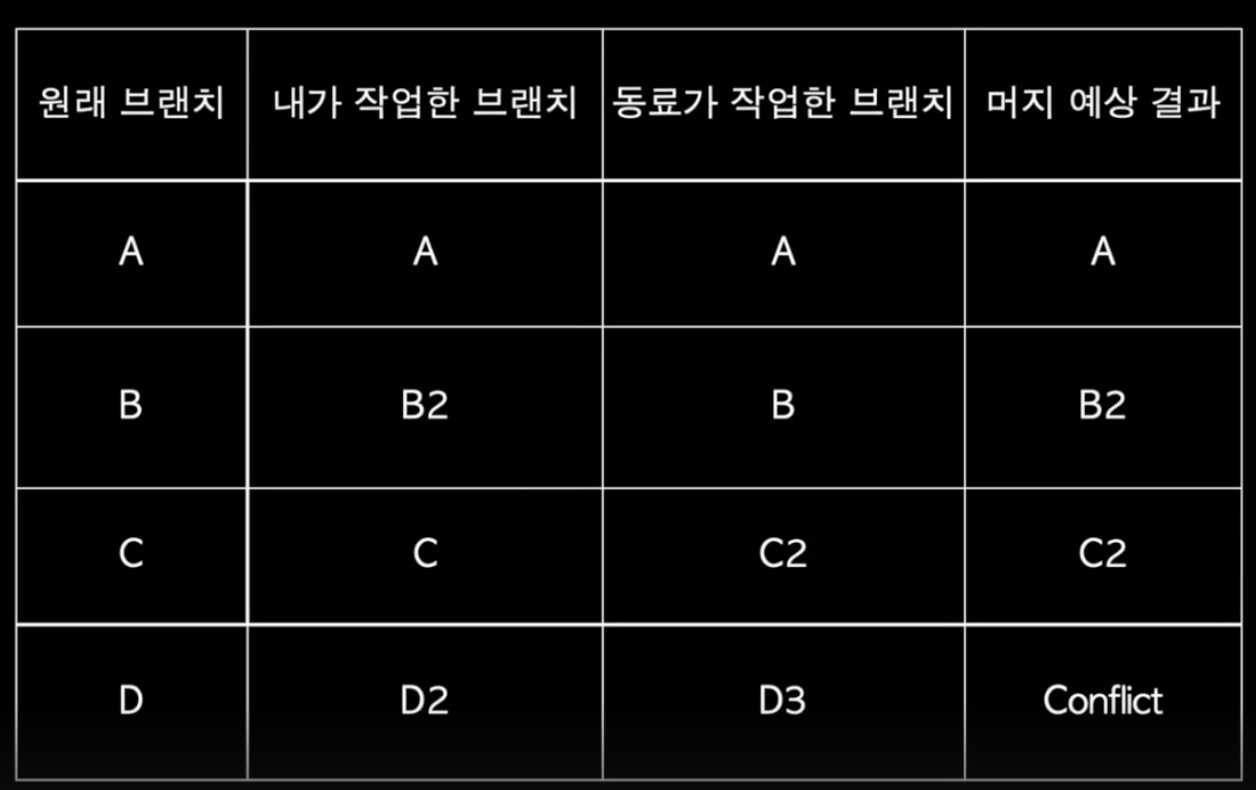 원래 브랜치 내가 작업한 브랜치 동료가 작업한 브랜치 머지 예상 결과
A A A A
B B2 B B2
C C C2 C2
D D2 D3 Conflict